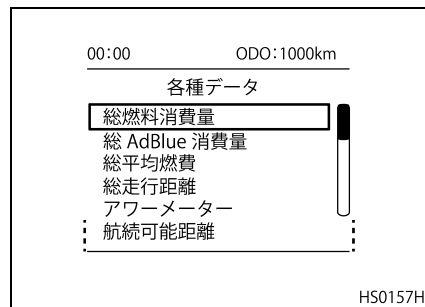 00:00 ODO:1000km
各種データ
総燃料消費量
総 AdBlue 消費量
総平均燃費
総走行距離
アワーメーター
航続可能距離
HS0157H